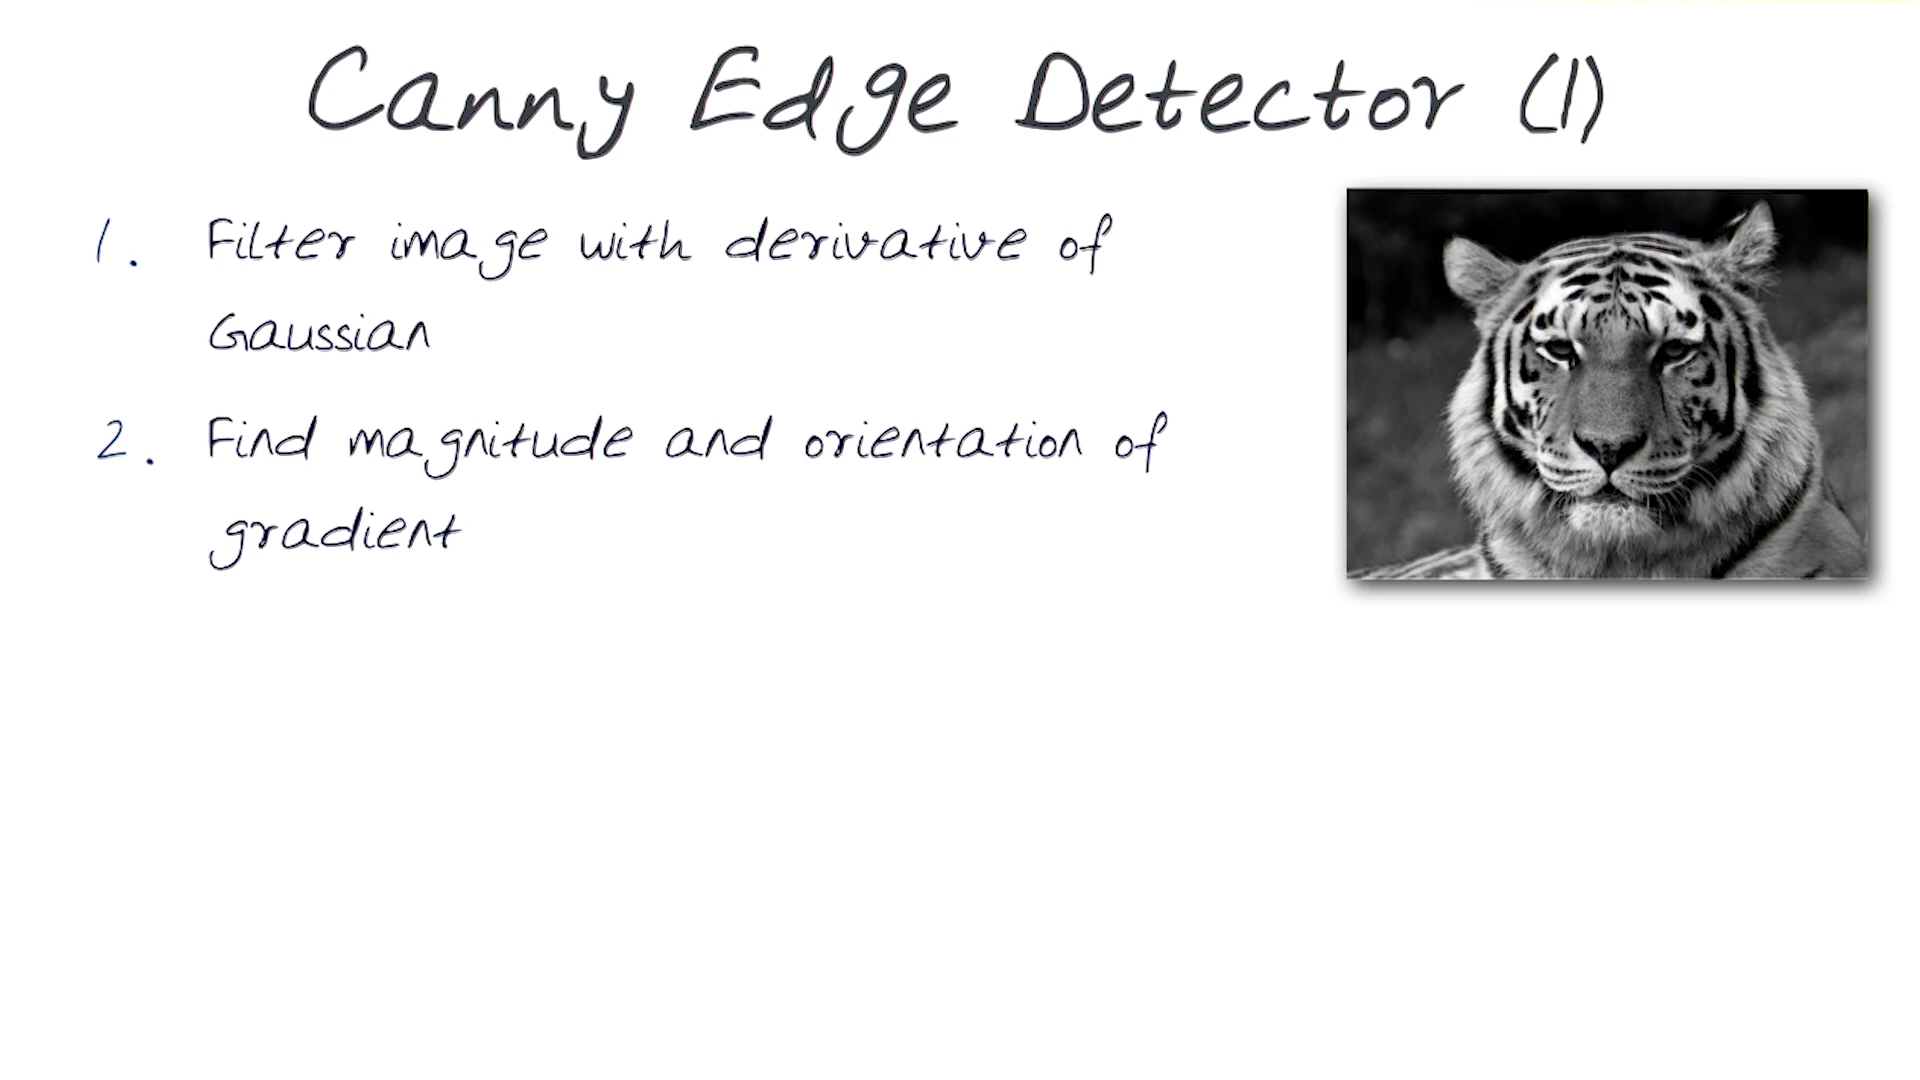 Canny Edge Detector (1)
1. Filter image with derivative of
Gaussian
2. Find magnitude and orientation of
gradient